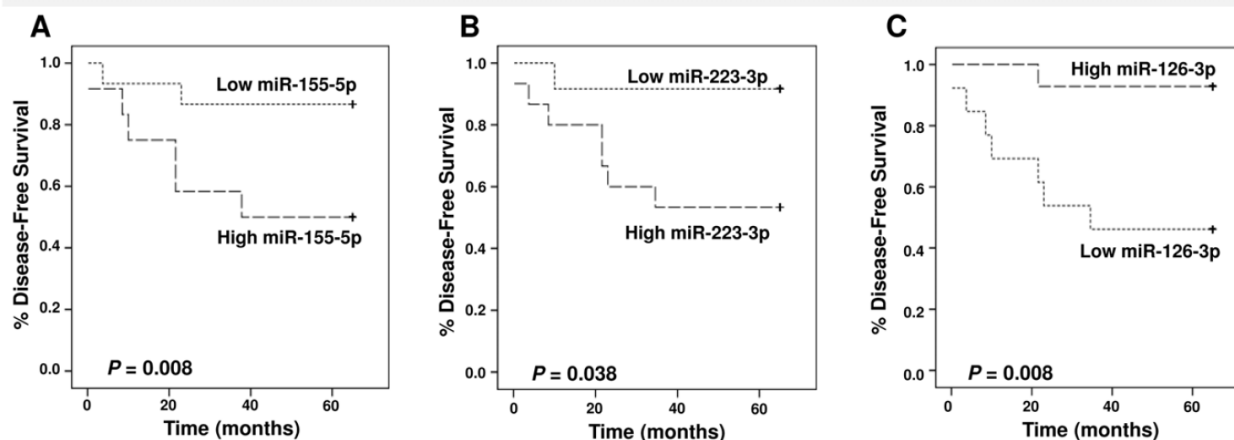 A
% Disease-Free Survival
1.0
0.8
0.6
0.4
0.2
0.0
Low miR-155-5p
High miR-155-5p
P = 0.008
0 20 40 60
Time (months)
B
% Disease-Free Survival
1.0
0.8
0.6
0.4
0.2
0.0
Low miR-223-3p
High miR-223-3p
P = 0.038
0 20 40 60
Time (months)
C
% Disease-Free Survival
1.0
0.8
0.6
0.4
0.2
0.0
High miR-126-3p
Low miR-126-3p
P = 0.008
0 20 40 60
Time (months)